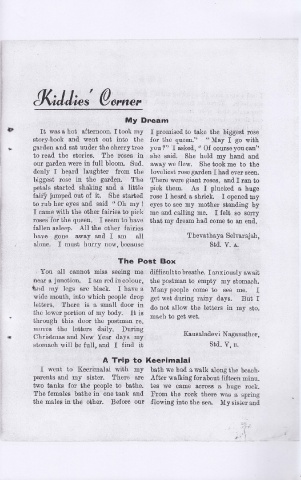 Kiddies' Corner
My Dream
It was a hot afternoon. I took my
story-book and went out into the
garden and sat under the cherry tree
to read the stories. The roses in
our garden were in full bloom. Sud-
denly I heard laughter from the
biggest rose in the garden. The
petals started shaking and a little
fairy jumped out of it. She started
to rub her eyes and said "Oh my!
I came with the other fairies to pick
roses for the queen. I seem to have
fallen asleep. All the other fairies
have gone away and I am all
alone. I must hurry now, because
I promised to take the biggest rose
for the queen." "May I go with
you?" I asked, "Of course you can"
she said. She held my hand and
away we flew. She took me to the
loveliest rose garden I had ever seen.
There were giant roses, and I ran to
pick them. As I plucked a huge
rose I heard a shriek. I opened my
eyes to see my mother standing by
me and calling me. I felt so sorry
that my dream had come to an end.
Thevathaya Selvarajah,
Std. V. A.
The Post Box
You all cannot miss seeing me
near a junction. I am red in colour,
and my legs are black. I have a
wide mouth, into which people drop
letters. There is a small door in
the lower portion of my body. It is
through this door the postman re-
moves the letters daily. During
Christmas and New Year days my
stomach will be full, and I find it
difficult to breathe. I anxiously await
the postman to empty my stomach.
Many people come to see me. I
get wet during rainy days. But I
do not allow the letters in my sto-
mach to get wet.
Kausaladevi Naganather,
Std. V, B.
A Trip to Keerimalai
I went to Keerimalai with my
parents and my sister. There are
two tanks for the people to bathe.
The females bathe in one tank and
the males in the other. Before our
bath we had a walk along the beach.
After walking for about fifteen minu-
tes we came across a huge rock.
From the rock there was a spring
flowing into the sea. My sister and